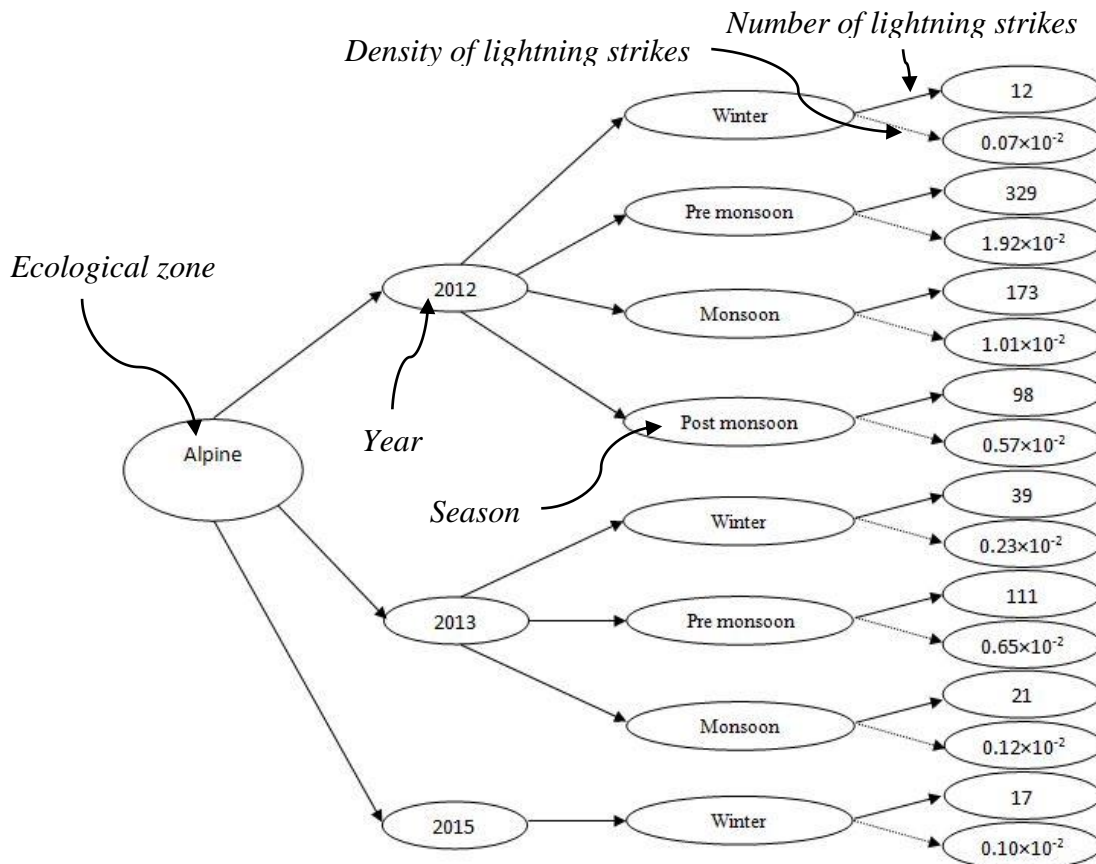 Number of lightning strikes
Density of lightning strikes
12
Winter
0.07×10⁻²
329
Pre monsoon
1.92×10⁻²
Ecological zone
2012
173
Monsoon
1.01×10⁻²
98
Post monsoon
0.57×10⁻²
Year
Alpine
Season
39
Winter
0.23×10⁻²
111
2013
Pre monsoon
0.65×10⁻²
21
Monsoon
0.12×10⁻²
17
2015
Winter
0.10×10⁻²